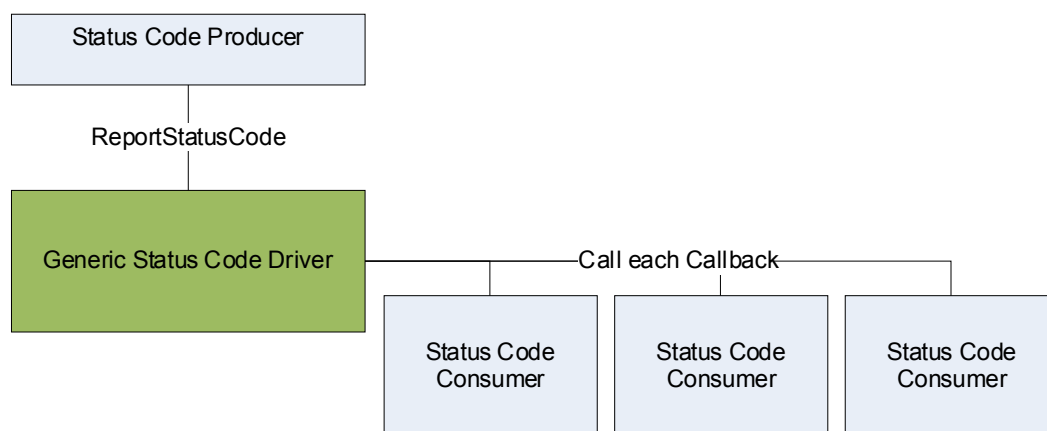 Status Code Producer
ReportStatusCode
Generic Status Code Driver
Call each Callback
Status Code
Consumer
Status Code
Consumer
Status Code
Consumer